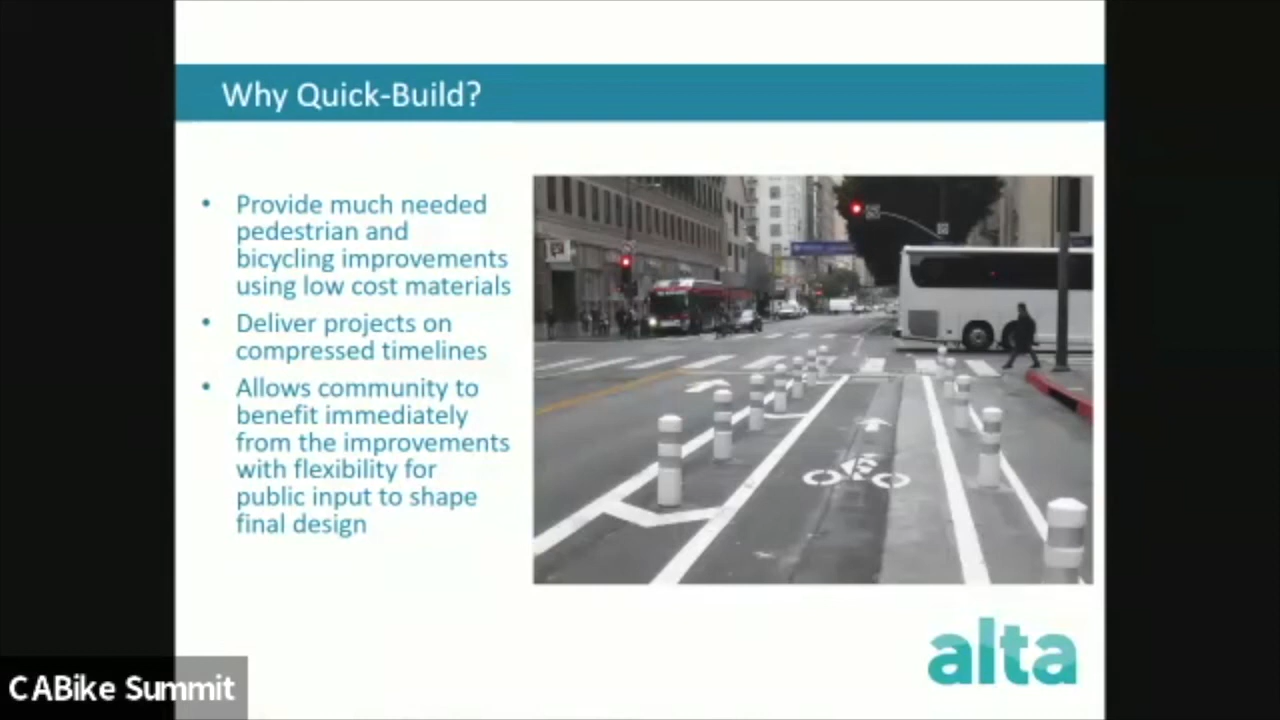 Why Quick-Build?
• Provide much needed
pedestrian and
bicycling improvements
using low cost materials
• Deliver projects on
compressed timelines
• Allows community to
benefit immediately
from the improvements
with flexibility for
public input to shape
final design
alta
CABike Summit